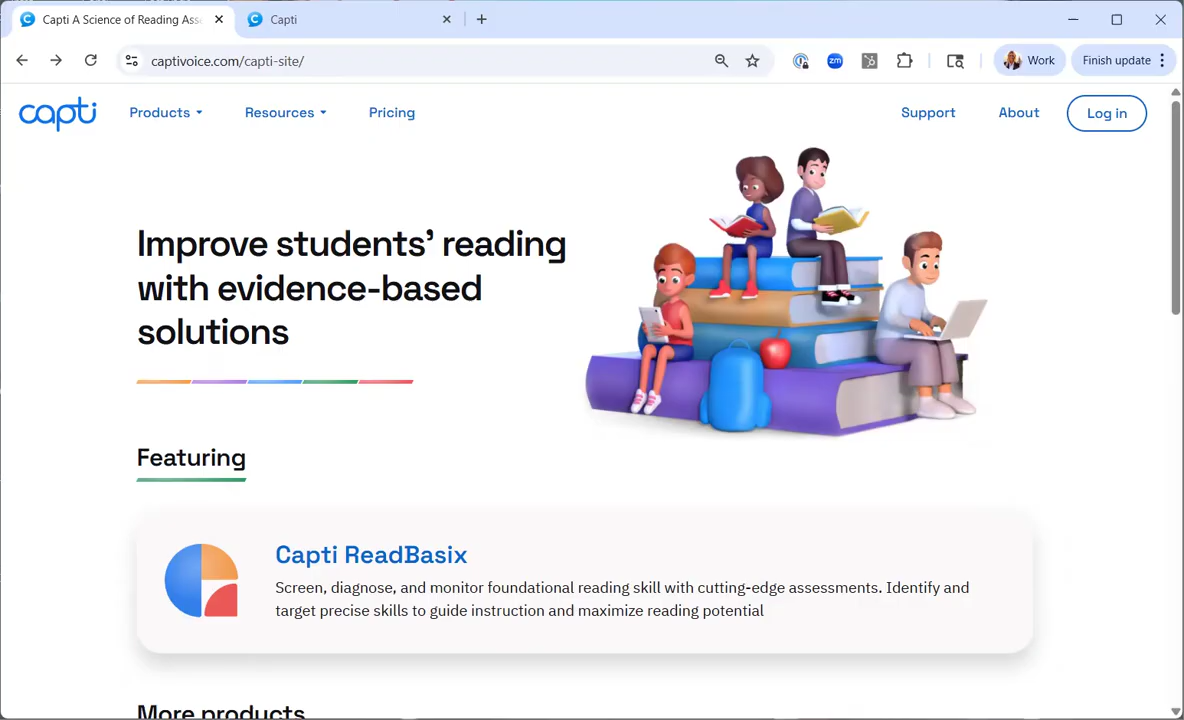 Capti A Science of Reading Ass
Capti
captivoice.com/capti-site/
zm
Work
Finish update
capti
Products
Resources
Pricing
Support
About
Log in
Improve students’ reading
with evidence-based
solutions
Featuring
Capti ReadBasix
Screen, diagnose, and monitor foundational reading skill with cutting-edge assessments. Identify and
target precise skills to guide instruction and maximize reading potential
More products